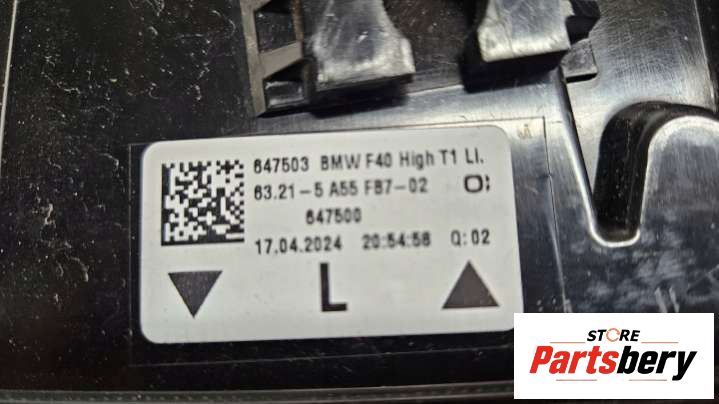 647503 BMW F40 High T1 LI.
63.21-5 A55 FB7-02
647500
17.04.2024 20:54:58 Q:02
L
STORE
Partsbery